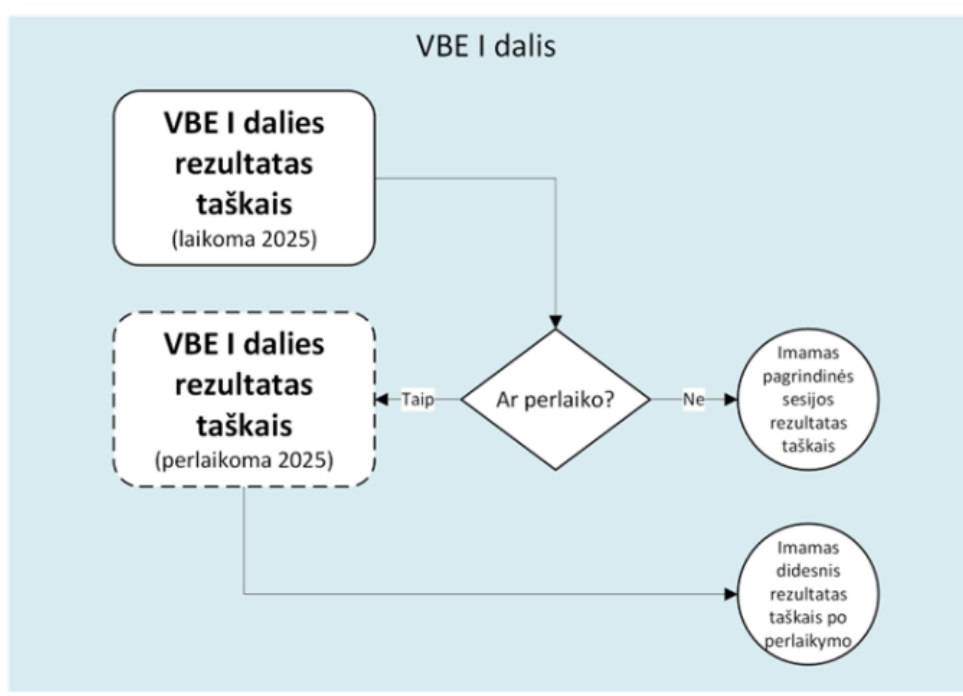 VBE I dalis
VBE I dalies
rezultatas
taškais
(laikoma 2025)
VBE I dalies
rezultatas
taškais
(perlaikoma 2025)
Taip
Ar perlaiko?
Ne
Imamas
pagrindinės
sesijos
rezultatas
taškais
Imamas
didesnis
rezultatas
taškais po
perlaikymo